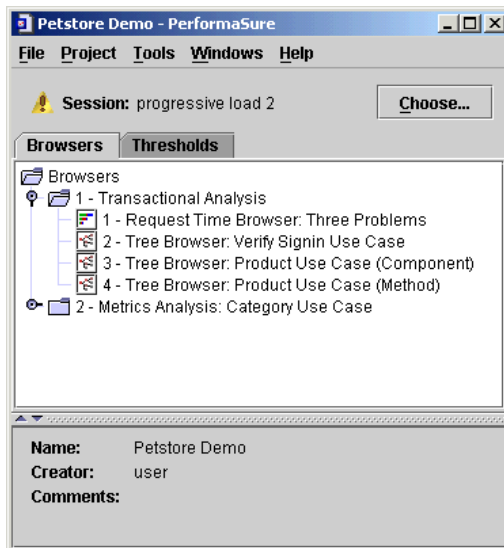 Petstore Demo - PerformaSure
File Project Tools Windows Help
Session: progressive load 2 Choose...
Browsers Thresholds
Browsers
1 - Transactional Analysis
1 - Request Time Browser: Three Problems
2 - Tree Browser: Verify Signin Use Case
3 - Tree Browser: Product Use Case (Component)
4 - Tree Browser: Product Use Case (Method)
2 - Metrics Analysis: Category Use Case
Name: Petstore Demo
Creator: user
Comments: